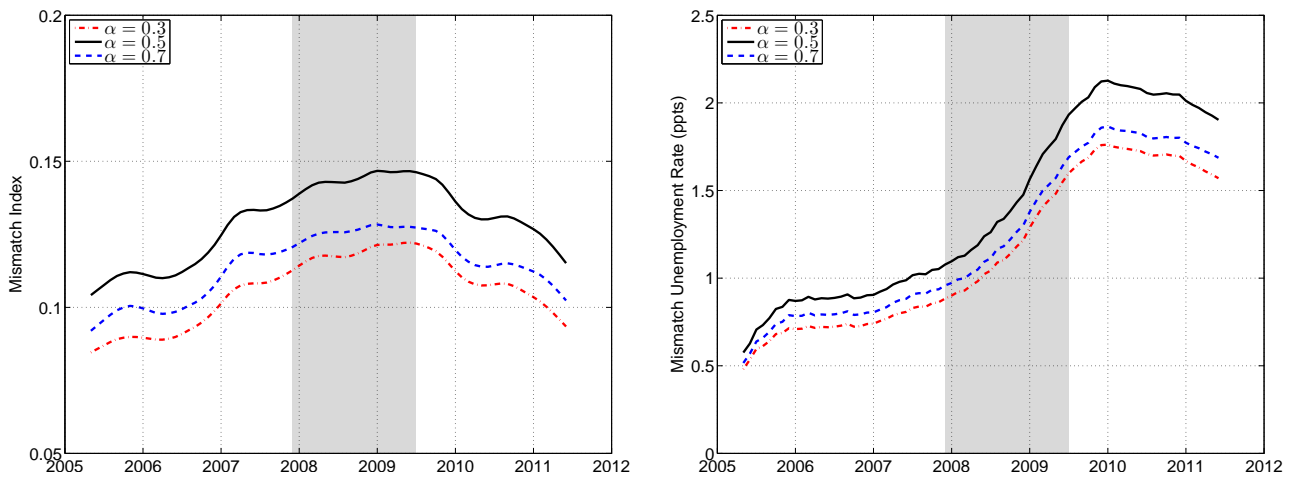 0.2
0.15
0.1
0.05
Mismatch Index
α = 0.3
α = 0.5
α = 0.7
2005 2006 2007 2008 2009 2010 2011 2012
2.5
2
1.5
1
0.5
0
Mismatch Unemployment Rate (ppts)
α = 0.3
α = 0.5
α = 0.7
2005 2006 2007 2008 2009 2010 2011 2012